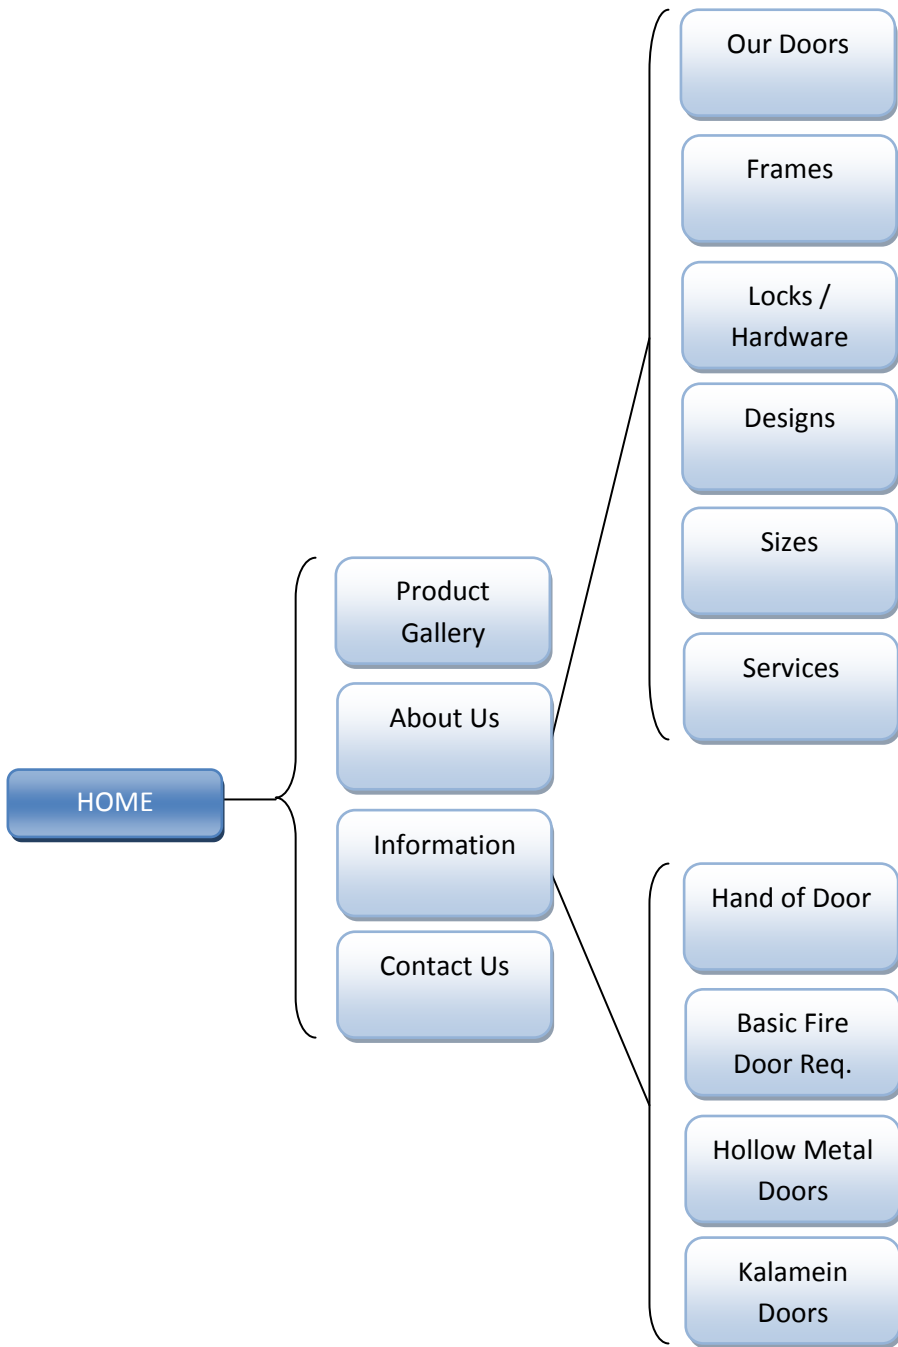 Our Doors
Frames
Locks /
Hardware
Designs
Sizes
Services
Product
Gallery
About Us
HOME
Information
Contact Us
Hand of Door
Basic Fire
Door Req.
Hollow Metal
Doors
Kalamein
Doors